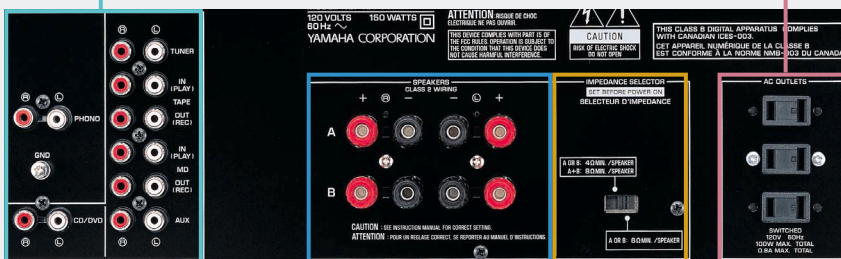 120 VOLTS 150 WATTS
60Hz
YAMAHA CORPORATION
ATTENTION RISQUE DE CHOC
ELECTRIQUE NE PAS OUVRIR.
THIS DEVICE COMPLIES WITH PART 15 OF
THE FCC RULES. OPERATION IS SUBJECT TO
THE CONDITION THAT THIS DEVICE DOES
NOT CAUSE HARMFUL INTERFERENCE.
CAUTION
RISK OF ELECTRIC SHOCK
DO NOT OPEN
THIS CLASS B DIGITAL APPARATUS COMPLIES
WITH CANADIAN ICES-003.
CET APPAREIL NUMÉRIQUE DE LA CLASSE B
EST CONFORME À LA NORME NMB-003 DU CANADA
R L
PHONO
GND
CD/DVD
R L
R L
TUNER
IN
(PLAY)
TAPE
OUT
(REC)
IN
(PLAY)
MD
OUT
(REC)
AUX
R L
SPEAKERS
CLASS 2 WIRING
+ R - - L +
A
B
CAUTION : SEE INSTRUCTION MANUAL FOR CORRECT SETTING.
ATTENTION : POUR UN REGLAGE CORRECT, SE REPORTER AU MANUEL D'INSTRUCTIONS
IMPEDANCE SELECTOR
SET BEFORE POWER ON
SELECTEUR D'IMPEDANCE
A OR B: 4ΩMIN. /SPEAKER
A+B: 8ΩMIN. /SPEAKER
A OR B: 6ΩMIN. /SPEAKER
AC OUTLETS
SWITCHED
120V 60Hz
100W MAX. TOTAL
0.8A MAX. TOTAL